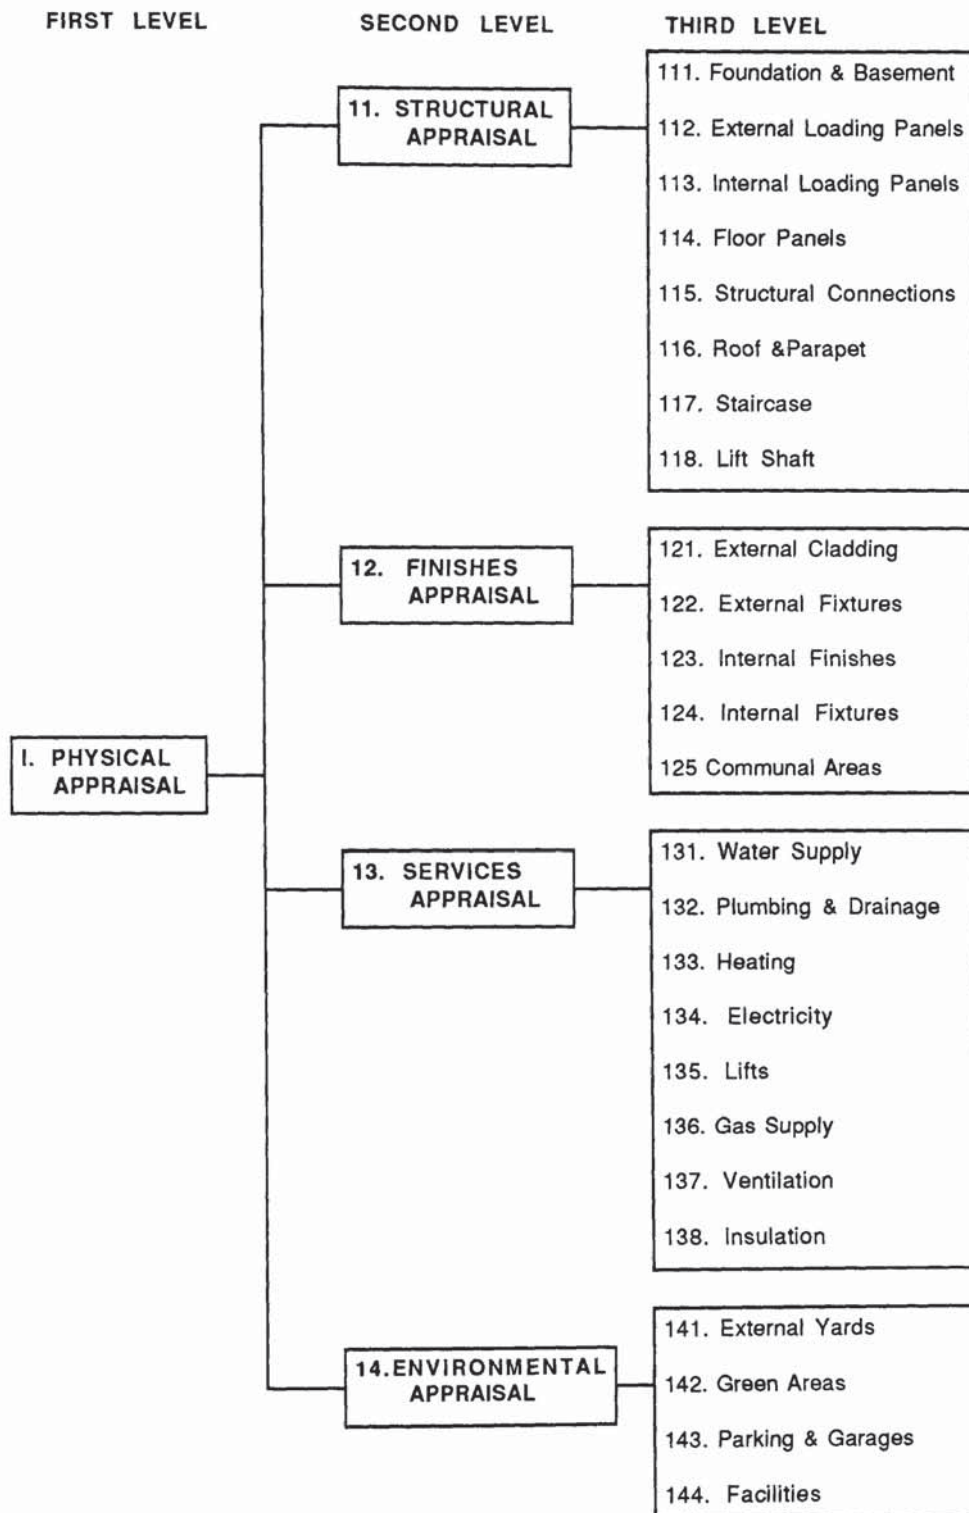 FIRST LEVEL
SECOND LEVEL
THIRD LEVEL
11. STRUCTURAL
APPRAISAL
111. Foundation & Basement
112. External Loading Panels
113. Internal Loading Panels
114. Floor Panels
115. Structural Connections
116. Roof &Parapet
117. Staircase
118. Lift Shaft
12. FINISHES
APPRAISAL
121. External Cladding
122. External Fixtures
123. Internal Finishes
124. Internal Fixtures
125 Communal Areas
I. PHYSICAL
APPRAISAL
13. SERVICES
APPRAISAL
131. Water Supply
132. Plumbing & Drainage
133. Heating
134. Electricity
135. Lifts
136. Gas Supply
137. Ventilation
138. Insulation
14.ENVIRONMENTAL
APPRAISAL
141. External Yards
142. Green Areas
143. Parking & Garages
144. Facilities